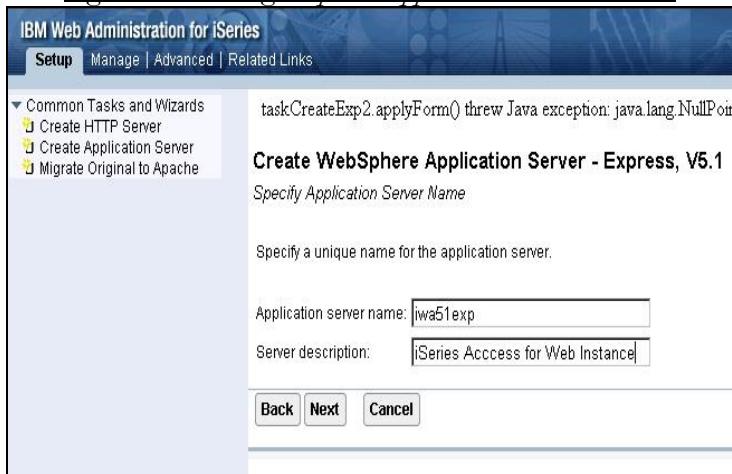 IBM Web Administration for iSeries
Setup Manage | Advanced | Related Links
Common Tasks and Wizards
Create HTTP Server
Create Application Server
Migrate Original to Apache
taskCreateExp2.applyForm() threw Java exception: java.lang.NullPoin
Create WebSphere Application Server - Express, V5.1
Specify Application Server Name
Specify a unique name for the application server.
Application server name: iwa51exp
Server description: iSeries Acccess for Web Instance
Back Next Cancel